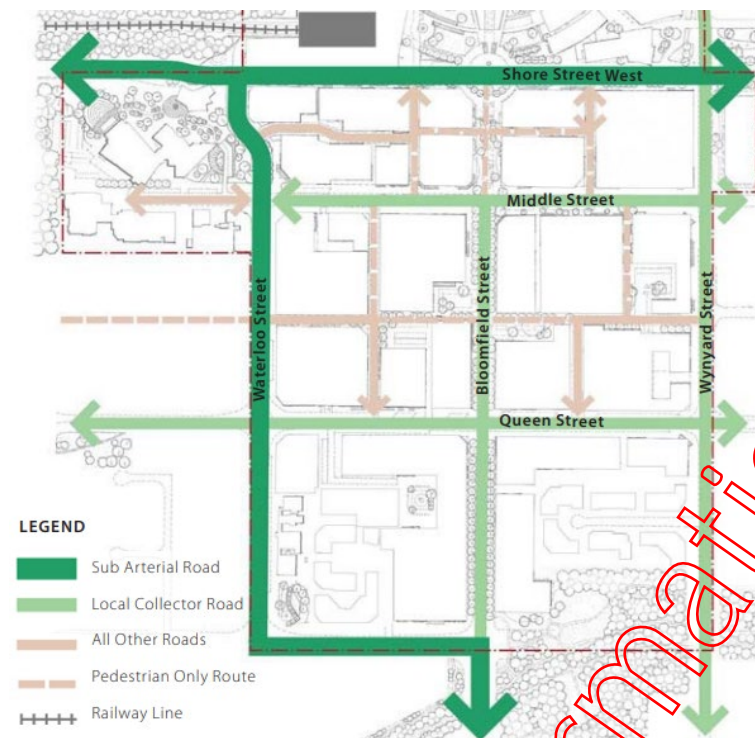 Shore Street West
Middle Street
Waterloo Street
Bloomfield Street
Wynyard Street
Queen Street
LEGEND
Sub Arterial Road
Local Collector Road
All Other Roads
Pedestrian Only Route
Railway Line
rmatio